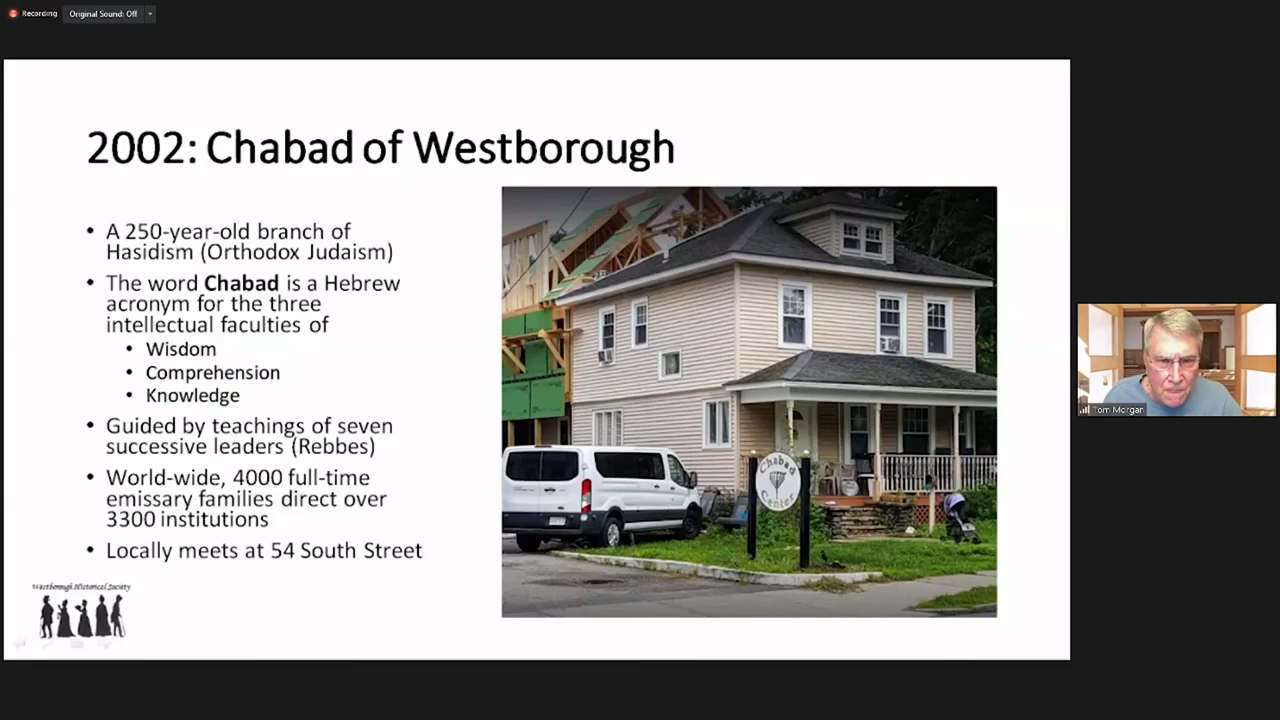 Recording
Original Sound: Off
2002: Chabad of Westborough
• A 250-year-old branch of
Hasidism (Orthodox Judaism)
• The word Chabad is a Hebrew
acronym for the three
intellectual faculties of
• Wisdom
• Comprehension
• Knowledge
• Guided by teachings of seven
successive leaders (Rebbes)
• World-wide, 4000 full-time
emissary families direct over
3300 institutions
• Locally meets at 54 South Street
Chabad
Center
Westborough Historical Society
Tom Morgan